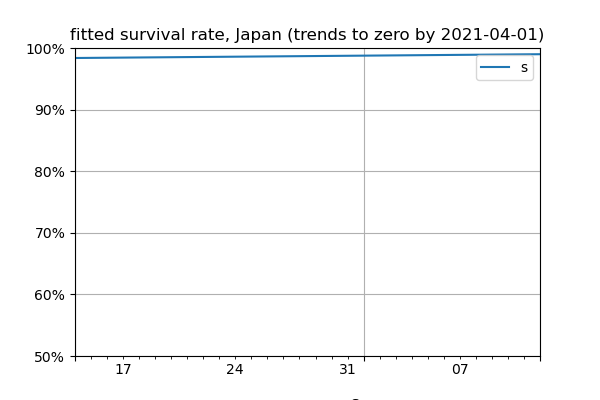 fitted survival rate, Japan (trends to zero by 2021-04-01)
100%
s
90%
80%
70%
60%
50%
17 24 31 07